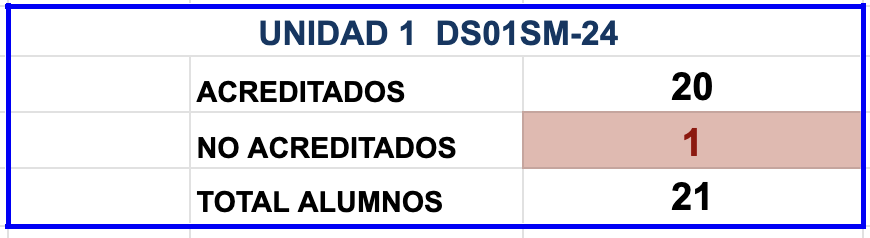 UNIDAD 1 DS01SM-24
ACREDITADOS 20
NO ACREDITADOS 1
TOTAL ALUMNOS 21